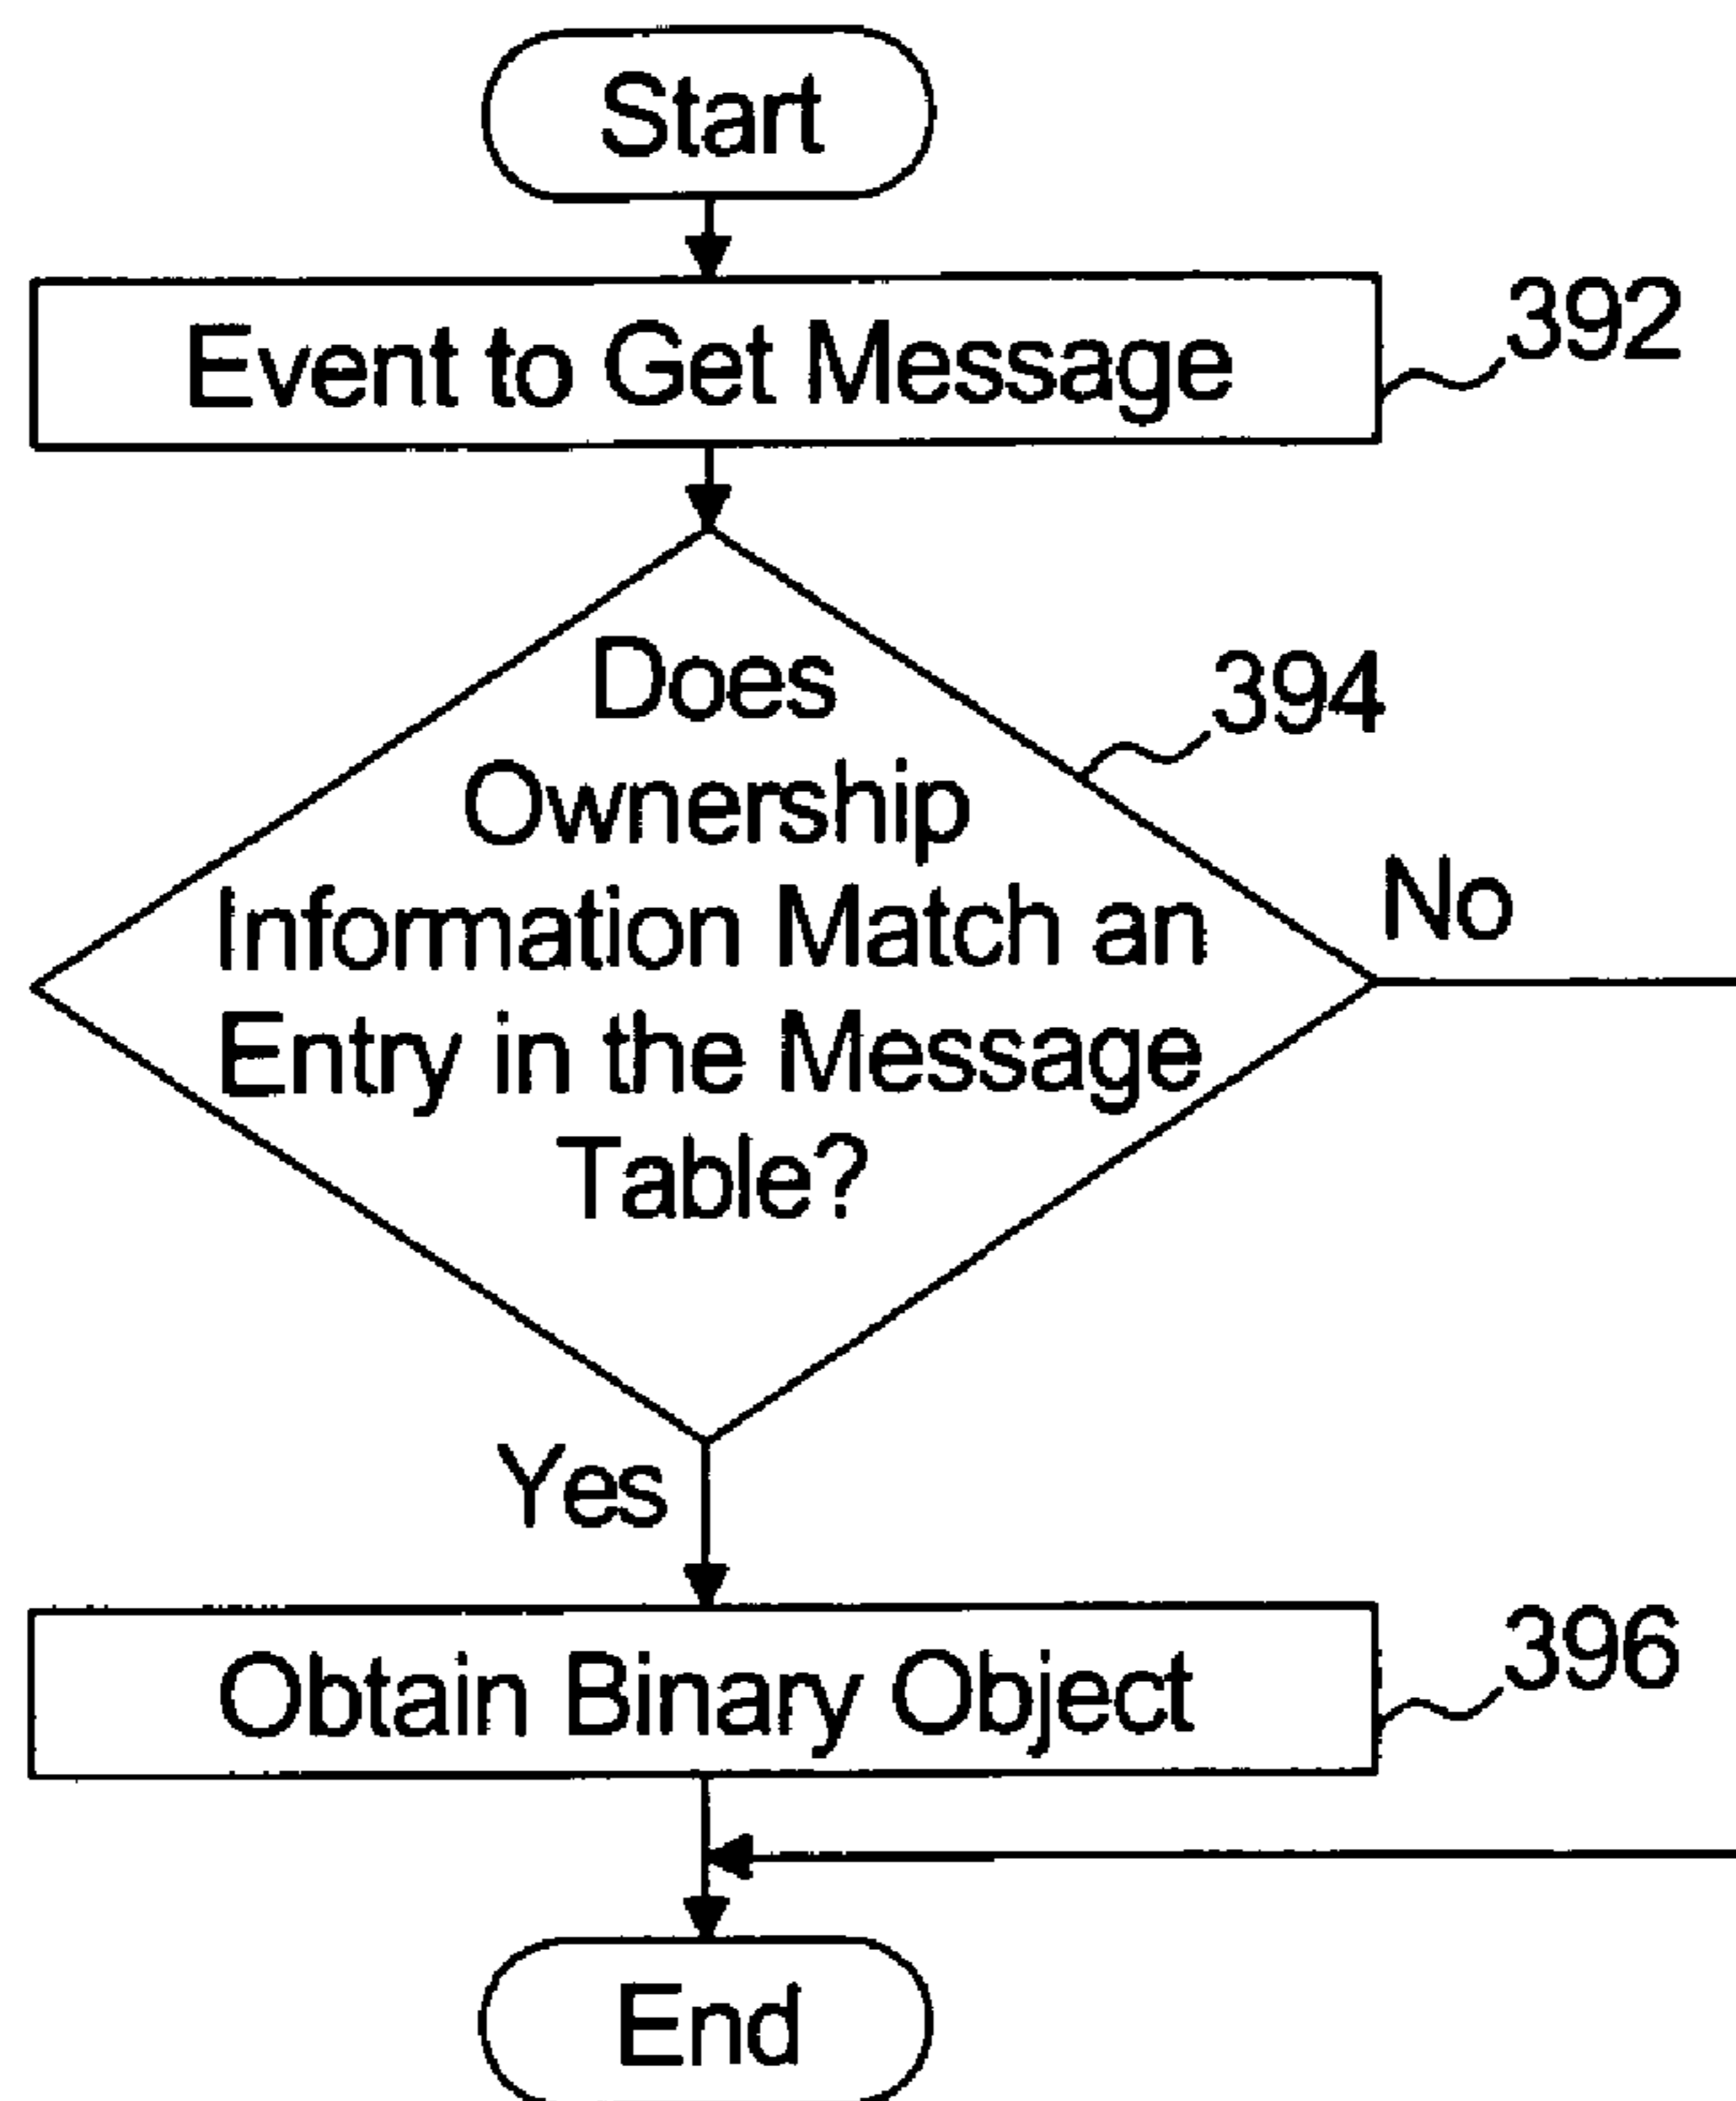 Start
Event to Get Message
392
Does
Ownership
Information Match an
Entry in the Message
Table?
394
No
Yes
Obtain Binary Object
396
End